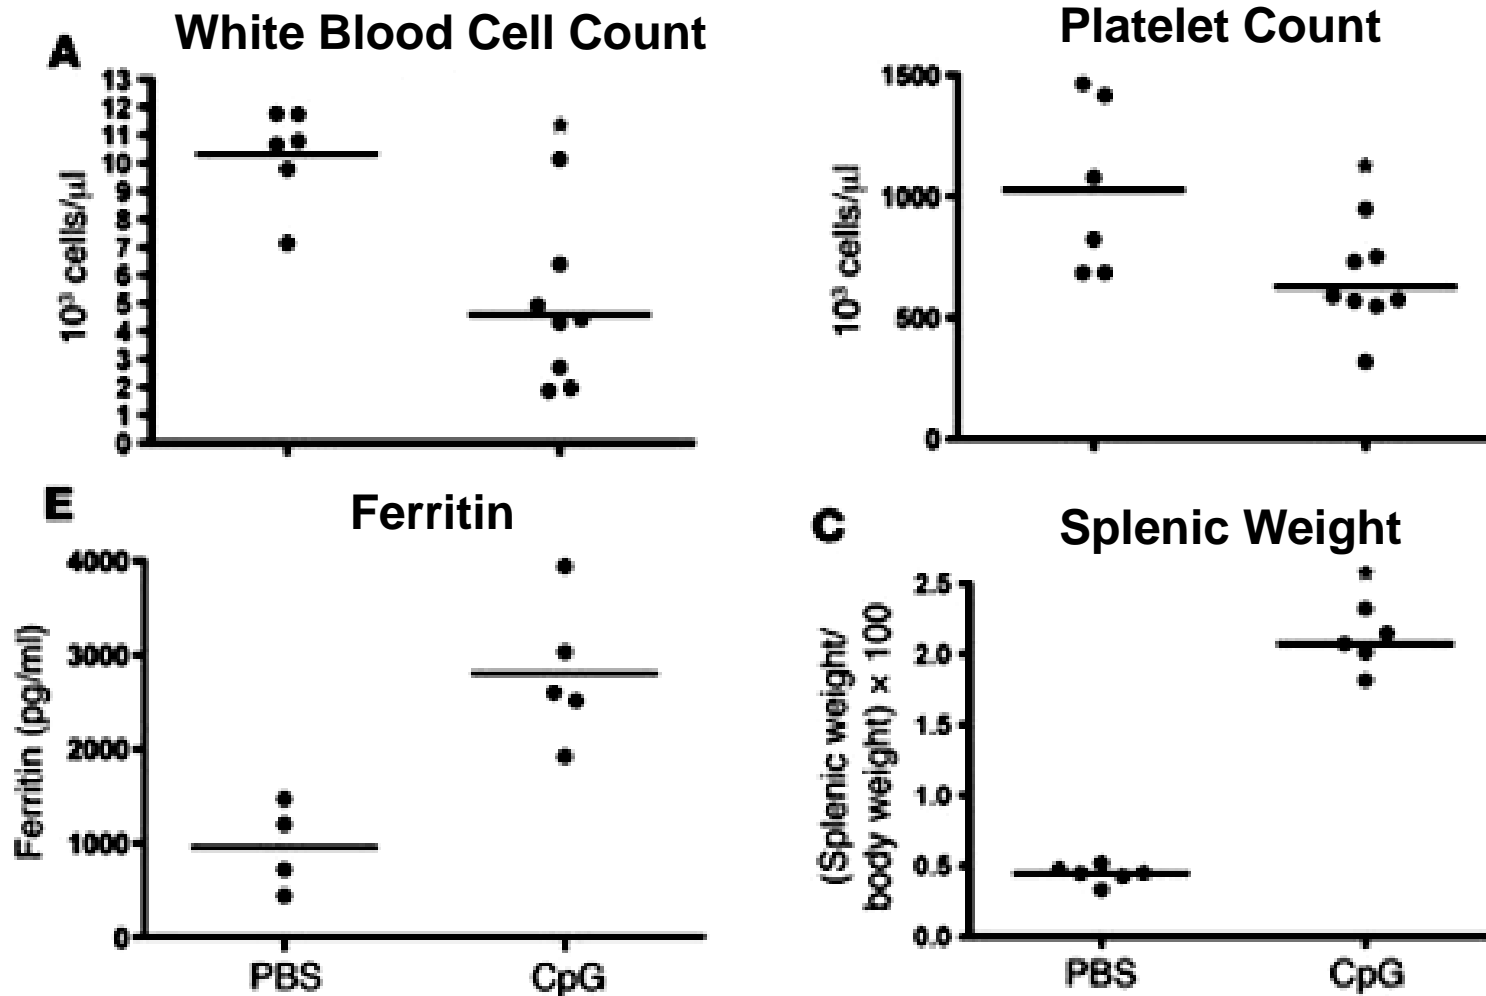 A
White Blood Cell Count
10³ cells/µl
13
12
11
10
9
8
7
6
5
4
3
2
1
0
*
Platelet Count
10³ cells/µl
1500
1000
500
0
*
E
Ferritin
Ferritin (pg/ml)
4000
3000
2000
1000
0
PBS
CpG
C
Splenic Weight
(Splenic weight/
body weight) × 100
2.5
2.0
1.5
1.0
0.5
0.0
*
PBS
CpG